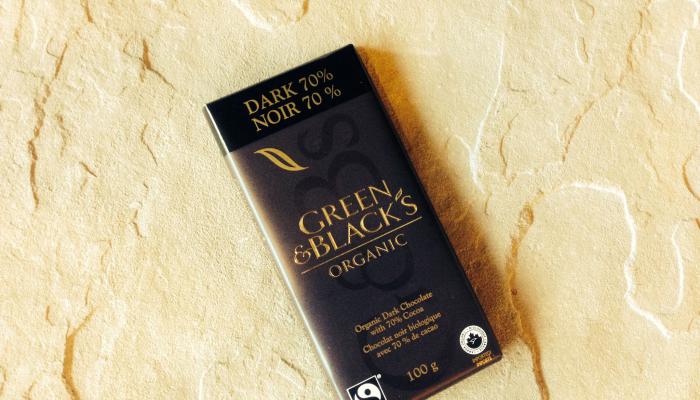 DARK 70%
NOIR 70 %
GREEN
&BLACK'S
ORGANIC
Organic Dark Chocolate
with 70% Cocoa
Chocolat noir biologique
avec 70 % de cacao
100 g